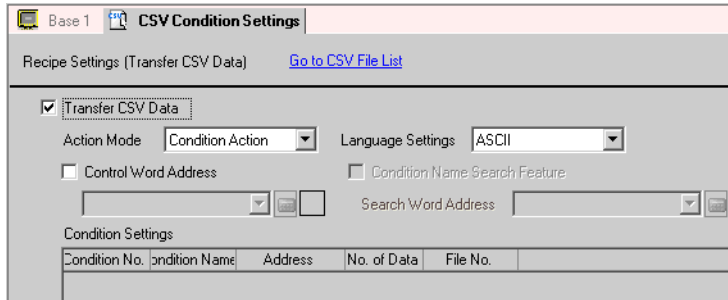 Base 1 CSV Condition Settings
Recipe Settings (Transfer CSV Data) Go to CSV File List
Transfer CSV Data
Action Mode Condition Action Language Settings ASCII
Control Word Address Condition Name Search Feature
Search Word Address
Condition Settings
Condition No. ondition Name Address No. of Data File No.